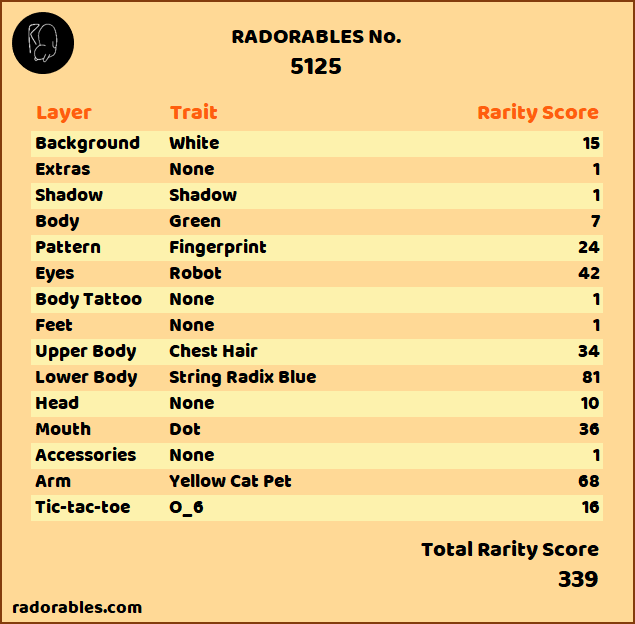 RADORABLES No.
5125
Layer Trait Rarity Score
Background White 15
Extras None 1
Shadow Shadow 1
Body Green 7
Pattern Fingerprint 24
Eyes Robot 42
Body Tattoo None 1
Feet None 1
Upper Body Chest Hair 34
Lower Body String Radix Blue 81
Head None 10
Mouth Dot 36
Accessories None 1
Arm Yellow Cat Pet 68
Tic-tac-toe O_6 16
Total Rarity Score
339
radorables.com